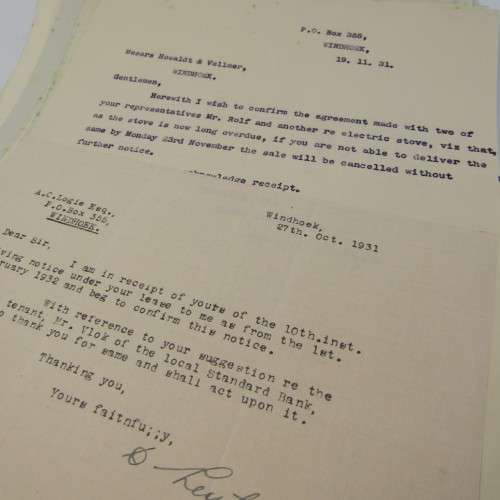 P.O. Box 356,
WINDHOEK,
19. 11. 31.
Messrs Howaldt & Vollmer,
WINDHOEK.
Gentlemen,
Herewith I wish to confirm the agreement made with two of
your representatives Mr. Rolf and another re electric stove, viz that,
as the stove is now long overdue, if you are not able to deliver the
same by Monday 23rd November the sale will be cancelled without
further notice.
knowledge receipt.
Windhoek,
27th. Oct. 1931
A.C. Logie Esq.,
P.O.Box 356,
WINDHOEK.
Dear Sir,
I am in receipt of yours of the 10th.inst.
iving notice under your lease to me as from the 1st.
ruary 1932 and beg to confirm this notice.
With reference to your suggestion re the
tenant, Mr. Vlok of the local Standard Bank,
o thank you for same and shall act upon it.
Thanking you,
Yours faithfu;;y,